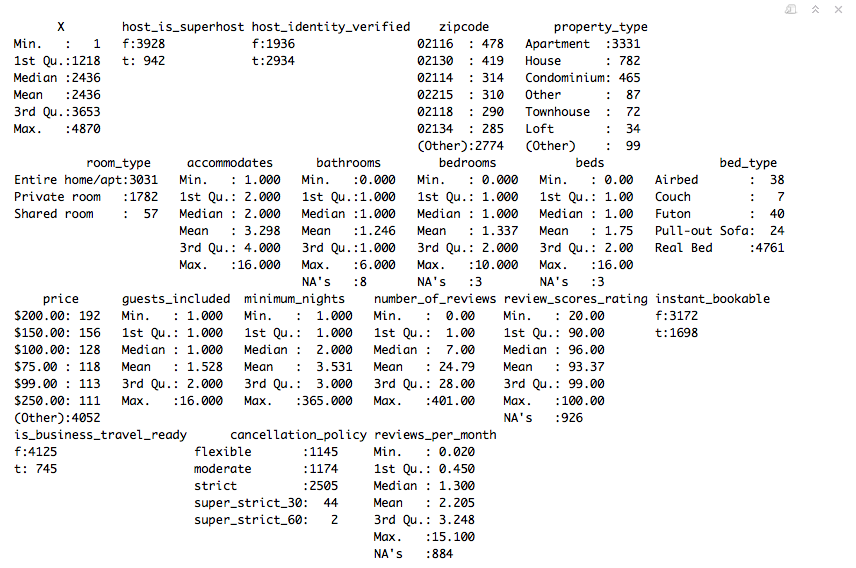 X         host_is_superhost host_identity_verified    zipcode         property_type
 Min.   :   1    f:3928            f:1936                 02116  : 478   Apartment  :3331
 1st Qu.:1218    t: 942            t:2934                 02130  : 419   House      : 782
 Median :2436                                             02114  : 314   Condominium: 465
 Mean   :2436                                             02215  : 310   Other      :  87
 3rd Qu.:3653                                             02118  : 290   Townhouse  :  72
 Max.   :4870                                             02134  : 285   Loft       :  34
                                                          (Other):2774   (Other)    :  99
           room_type     accommodates      bathrooms        bedrooms          beds              bed_type
 Entire home/apt:3031   Min.   : 1.000   Min.   :0.000   Min.   : 0.000   Min.   : 0.00   Airbed       :  38
 Private room   :1782   1st Qu.: 2.000   1st Qu.:1.000   1st Qu.: 1.000   1st Qu.: 1.00   Couch        :   7
 Shared room    :  57   Median : 2.000   Median :1.000   Median : 1.000   Median : 1.00   Futon        :  40
                        Mean   : 3.298   Mean   :1.246   Mean   : 1.337   Mean   : 1.75   Pull-out Sofa:  24
                        3rd Qu.: 4.000   3rd Qu.:1.000   3rd Qu.: 2.000   3rd Qu.: 2.00   Real Bed     :4761
                        Max.   :16.000   Max.   :6.000   Max.   :10.000   Max.   :16.00
                                         NA's   :8       NA's   :3        NA's   :3
     price      guests_included  minimum_nights    number_of_reviews review_scores_rating instant_bookable
 $200.00: 192   Min.   : 1.000   Min.   :  1.000   Min.   :  0.00    Min.   : 20.00       f:3172
 $150.00: 156   1st Qu.: 1.000   1st Qu.:  1.000   1st Qu.:  1.00    1st Qu.: 90.00       t:1698
 $100.00: 128   Median : 1.000   Median :  2.000   Median :  7.00    Median : 96.00
 $75.00 : 118   Mean   : 1.528   Mean   :  3.531   Mean   : 24.79    Mean   : 93.37
 $99.00 : 113   3rd Qu.: 2.000   3rd Qu.:  3.000   3rd Qu.: 28.00    3rd Qu.: 99.00
 $250.00: 111   Max.   :16.000   Max.   :365.000   Max.   :401.00    Max.   :100.00
 (Other):4052                                                        NA's   :926
 is_business_travel_ready      cancellation_policy reviews_per_month
 f:4125                   flexible       :1145     Min.   : 0.020
 t: 745                   moderate       :1174     1st Qu.: 0.450
                          strict         :2505     Median : 1.300
                          super_strict_30:  44     Mean   : 2.205
                          super_strict_60:   2     3rd Qu.: 3.248
                                                   Max.   :15.100
                                                   NA's   :884